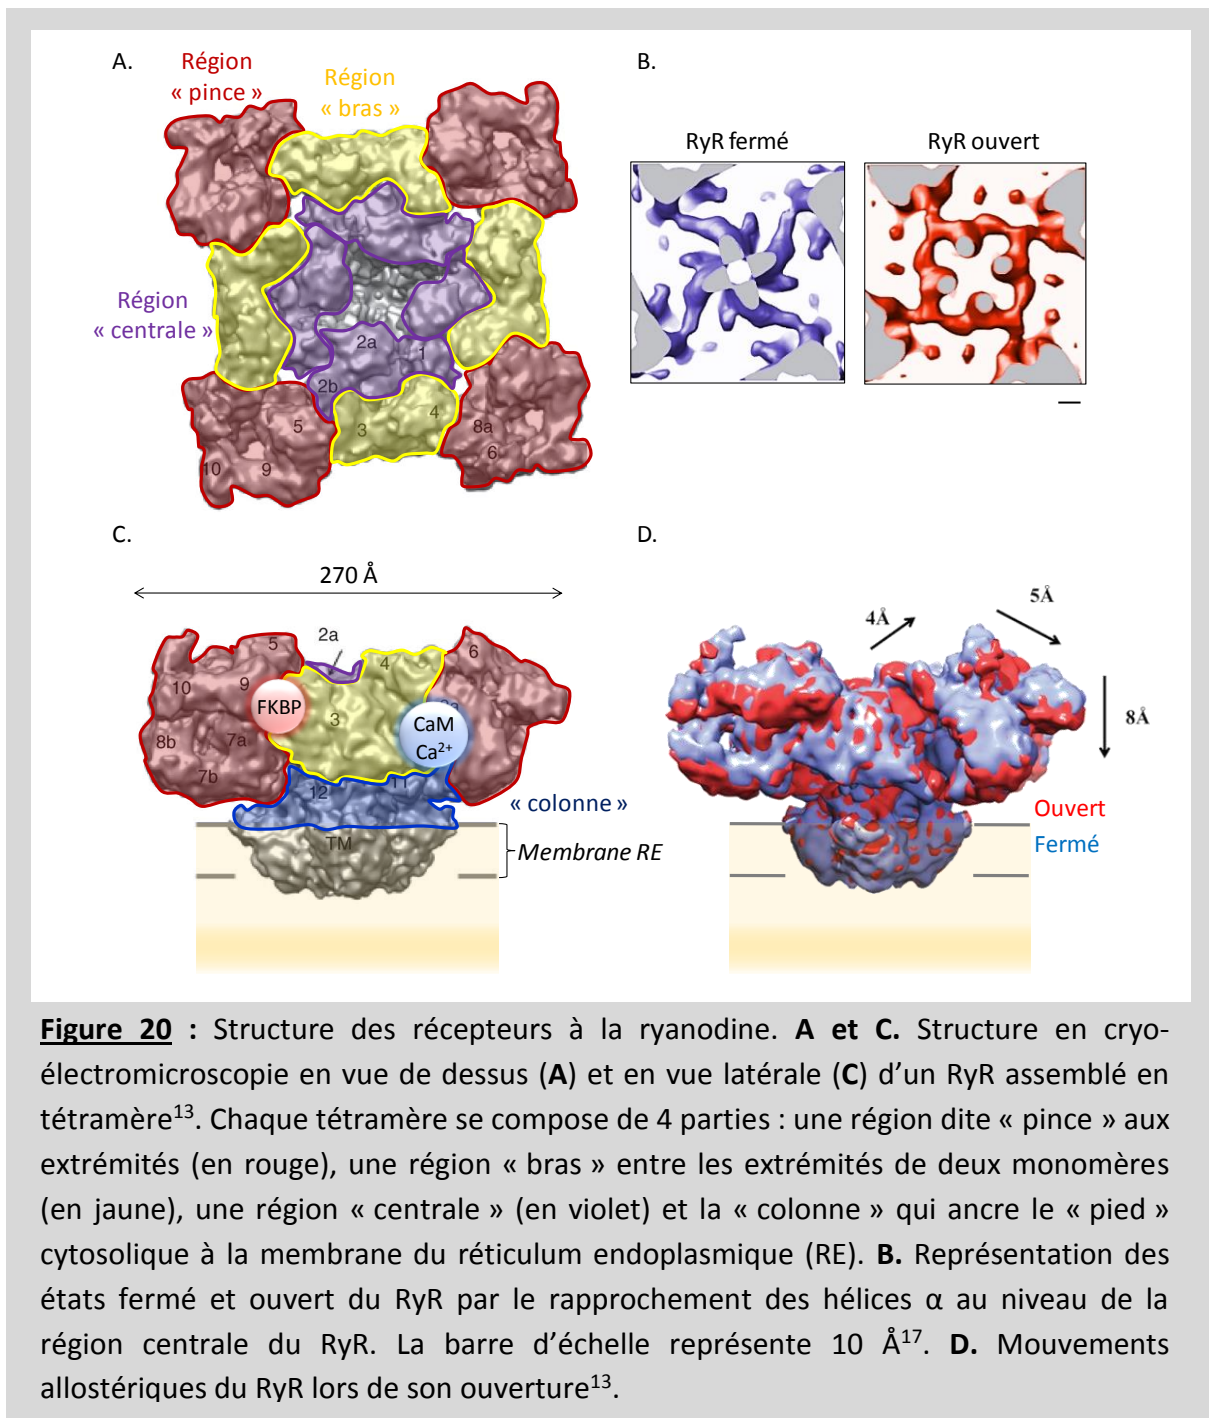 A.
Région
« pince »
Région
« bras »
Région
« centrale »
2a
1
2b
3
4
5
10
9
8a
6
B.
RyR fermé
RyR ouvert
C.
270 Å
2a
5
4
6
10
9
FKBP
3
CaM
Ca²⁺
8b
7a
7b
12
11
« colonne »
TM
Membrane RE
D.
4Å
5Å
8Å
Ouvert
Fermé
Figure 20 : Structure des récepteurs à la ryanodine. A et C. Structure en cryo-
électromicroscopie en vue de dessus (A) et en vue latérale (C) d’un RyR assemblé en
tétramère¹³. Chaque tétramère se compose de 4 parties : une région dite « pince » aux
extrémités (en rouge), une région « bras » entre les extrémités de deux monomères
(en jaune), une région « centrale » (en violet) et la « colonne » qui ancre le « pied »
cytosolique à la membrane du réticulum endoplasmique (RE). B. Représentation des
états fermé et ouvert du RyR par le rapprochement des hélices α au niveau de la
région centrale du RyR. La barre d’échelle représente 10 Å¹⁷. D. Mouvements
allostériques du RyR lors de son ouverture¹³.